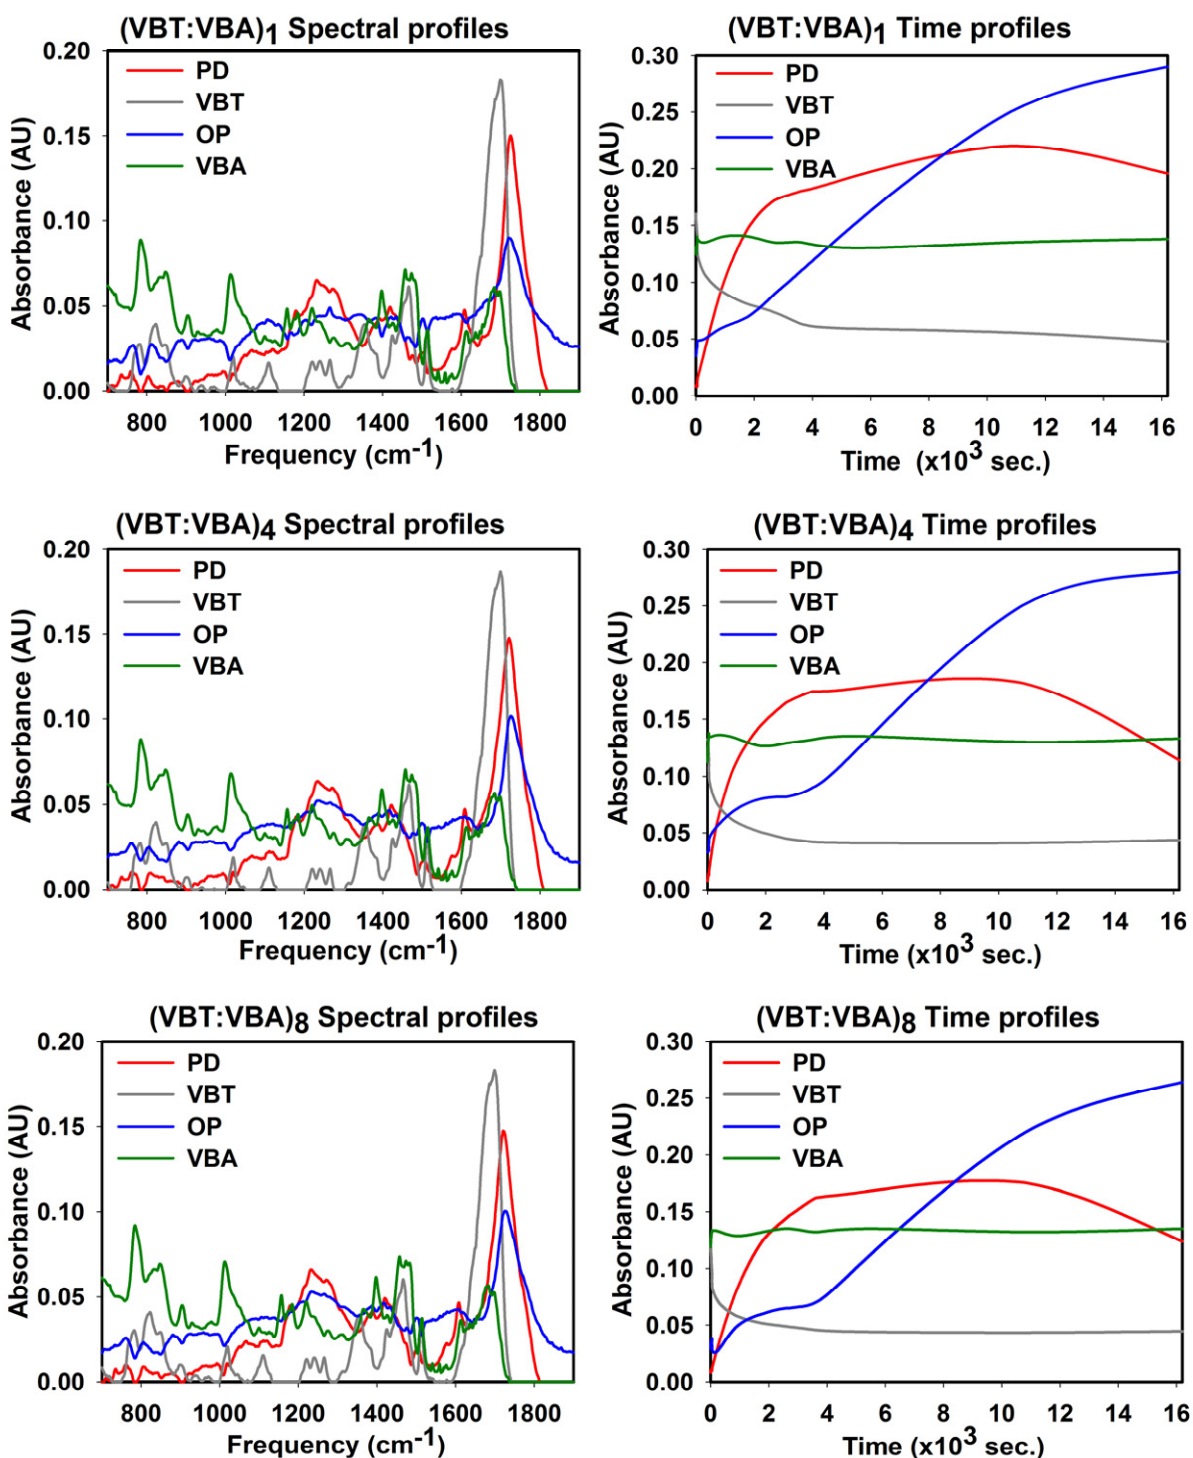 (VBT:VBA)1 Spectral profiles
0.20
0.15
0.10
0.05
0.00
Absorbance (AU)
PD
VBT
OP
VBA
800 1000 1200 1400 1600 1800
Frequency (cm-1)
(VBT:VBA)1 Time profiles
0.30
0.25
0.20
0.15
0.10
0.05
0.00
Absorbance (AU)
PD
VBT
OP
VBA
0 2 4 6 8 10 12 14 16
Time (x103 sec.)
(VBT:VBA)4 Spectral profiles
0.20
0.15
0.10
0.05
0.00
Absorbance (AU)
PD
VBT
OP
VBA
800 1000 1200 1400 1600 1800
Frequency (cm-1)
(VBT:VBA)4 Time profiles
0.30
0.25
0.20
0.15
0.10
0.05
0.00
Absorbance (AU)
PD
VBT
OP
VBA
0 2 4 6 8 10 12 14 16
Time (x103 sec.)
(VBT:VBA)8 Spectral profiles
0.20
0.15
0.10
0.05
0.00
Absorbance (AU)
PD
VBT
OP
VBA
800 1000 1200 1400 1600 1800
Frequency (cm-1)
(VBT:VBA)8 Time profiles
0.30
0.25
0.20
0.15
0.10
0.05
0.00
Absorbance (AU)
PD
VBT
OP
VBA
0 2 4 6 8 10 12 14 16
Time (x103 sec.)